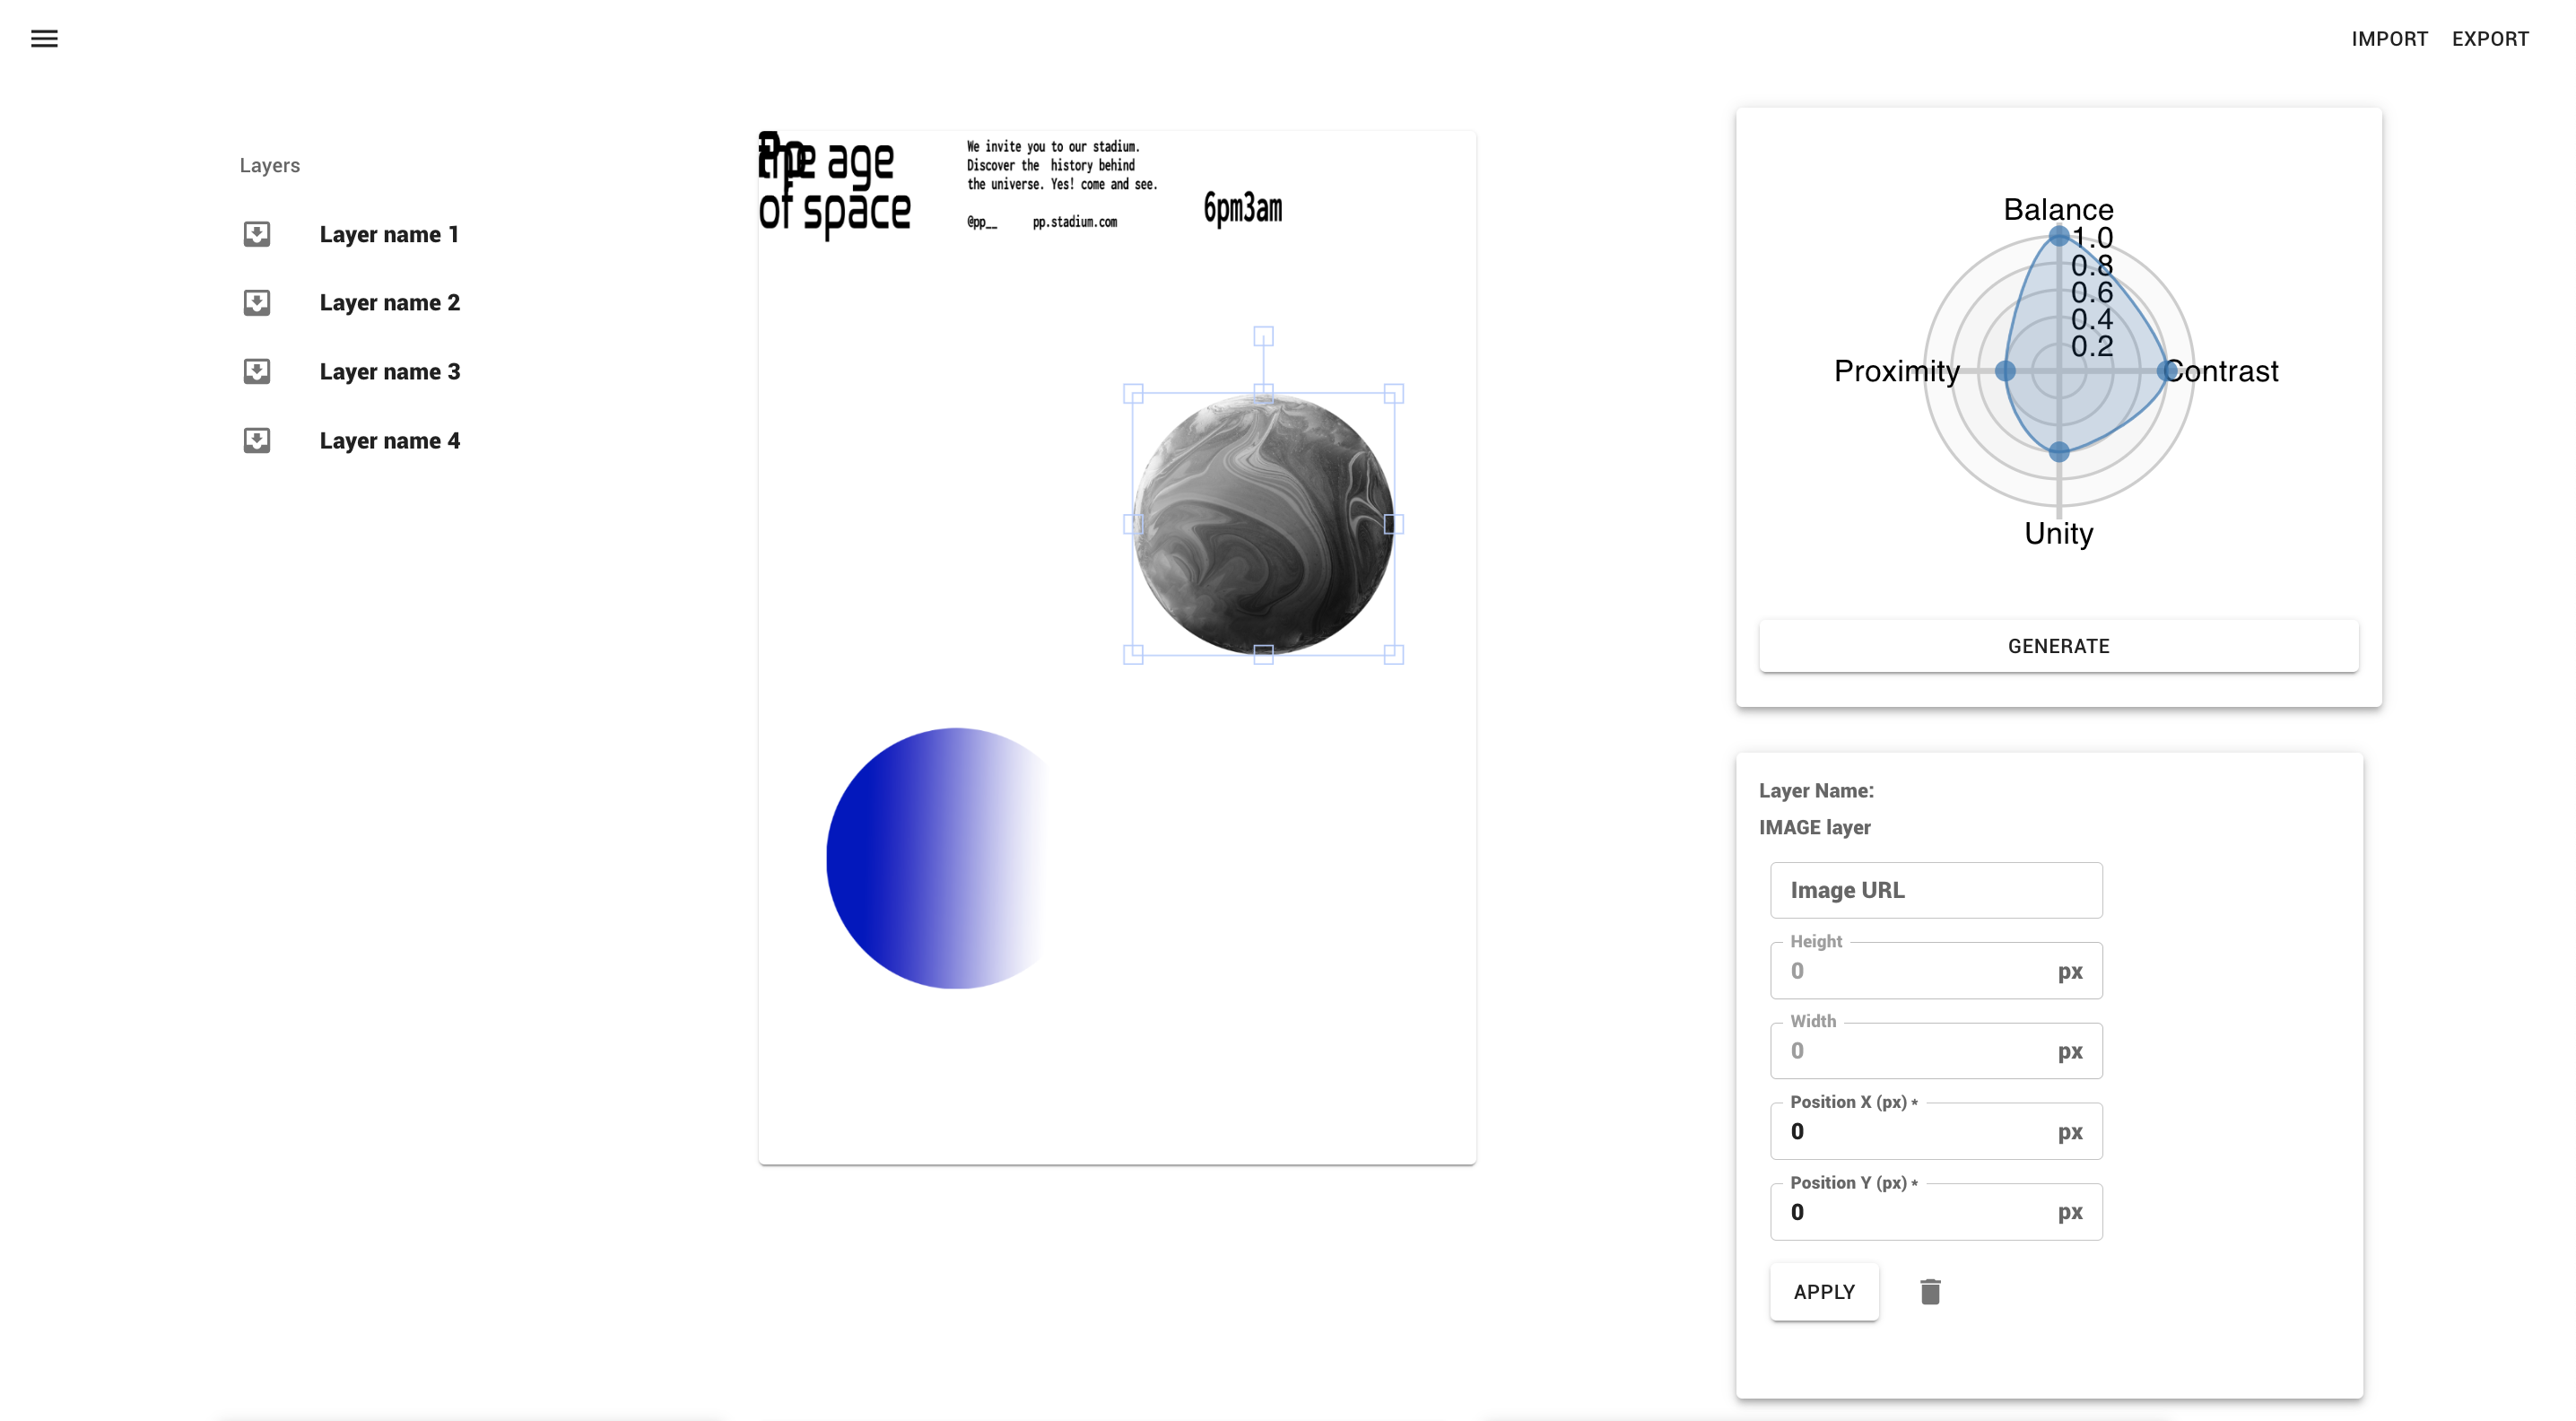 IMPORT EXPORT
Layers
Layer name 1
Layer name 2
Layer name 3
Layer name 4
Pp
the age
of space
We invite you to our stadium.
Discover the history behind
the universe. Yes! come and see.
@pp__ pp.stadium.com
6pm3am
Balance
1.0
0.8
0.6
0.4
0.2
Proximity
Contrast
Unity
GENERATE
Layer Name:
IMAGE layer
Image URL
Height
0 px
Width
0 px
Position X (px) *
0 px
Position Y (px) *
0 px
APPLY